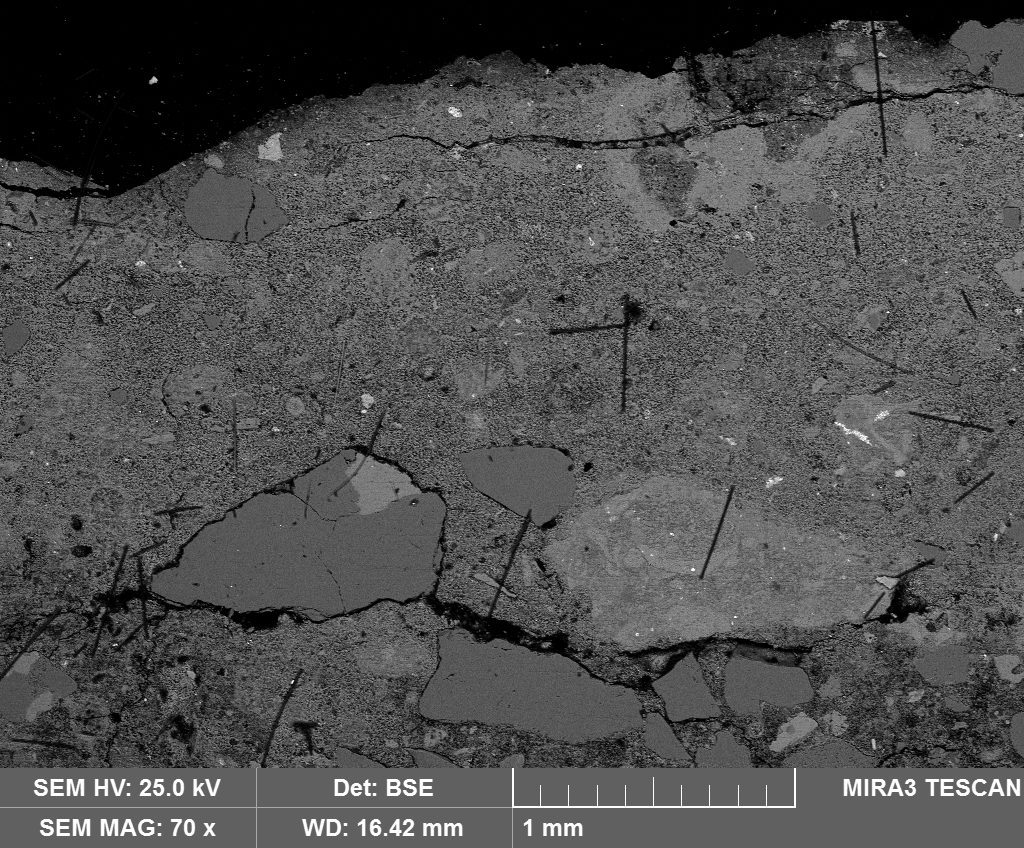 SEM HV: 25.0 kV Det: BSE MIRA3 TESCAN
SEM MAG: 70 x WD: 16.42 mm 1 mm